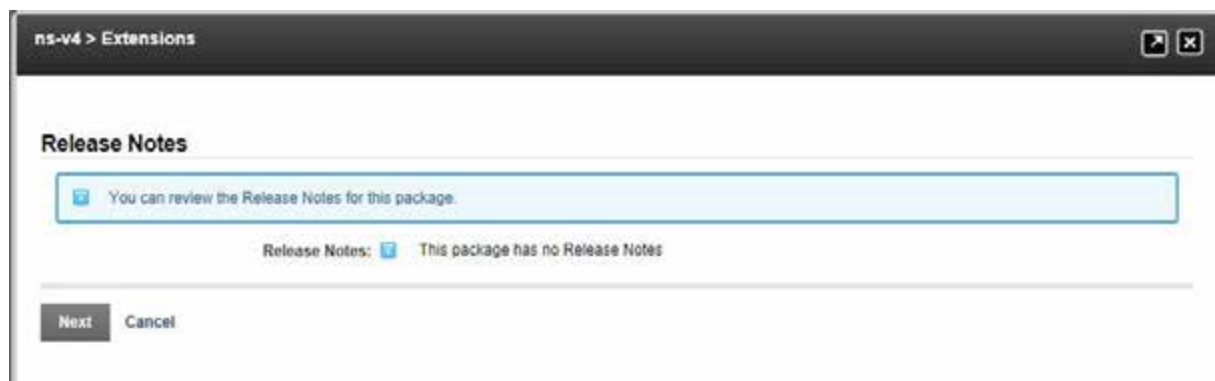 ns-v4 > Extensions
Release Notes
You can review the Release Notes for this package.
Release Notes: This package has no Release Notes
Next Cancel